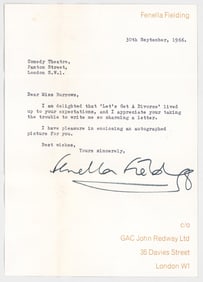 Fenella Fielding
30th September, 1966.
Comedy Theatre,
Panton Street,
London S.W.1.
Dear Miss Burrows,
I am delighted that 'Let's Get A Divorce' lived
up to your expectations, and I appreciate your taking
the trouble to write me so charming a letter.
I have pleasure in enclosing an autographed
picture for you.
Best wishes,
Yours sincerely,
Fenella Fielding
c/o
GAC John Redway Ltd
35 Davies Street
London W1